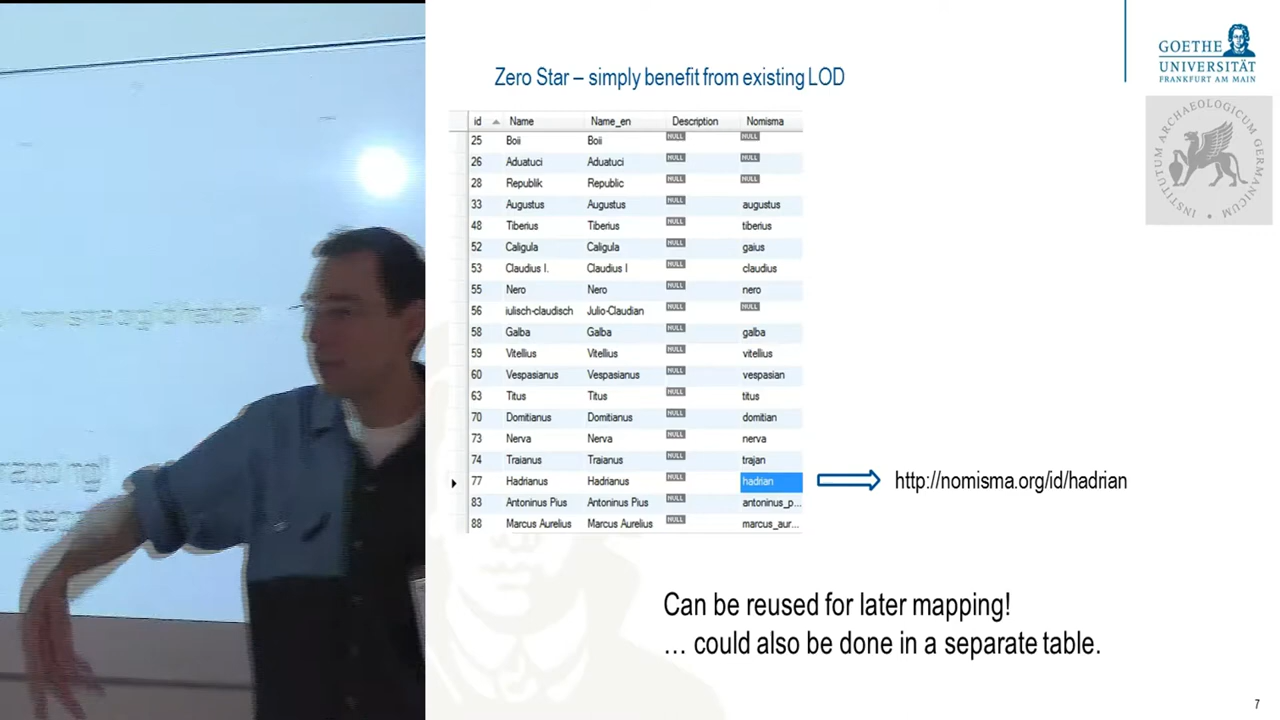 Zero Star – simply benefit from existing LOD
GOETHE
UNIVERSITÄT
FRANKFURT AM MAIN
INSTITUTUM ARCHAEOLOGICUM GERMANICUM
id Name Name_en Description Nomisma
25 Boii Boii NULL NULL
26 Aduatuci Aduatuci NULL NULL
28 Republik Republic NULL NULL
33 Augustus Augustus NULL augustus
48 Tiberius Tiberius NULL tiberius
52 Caligula Caligula NULL gaius
53 Claudius I. Claudius I NULL claudius
55 Nero Nero NULL nero
56 iulisch-claudisch Julio-Claudian NULL NULL
58 Galba Galba NULL galba
59 Vitellius Vitellius NULL vitellius
60 Vespasianus Vespasianus NULL vespasian
63 Titus Titus NULL titus
70 Domitianus Domitianus NULL domitian
73 Nerva Nerva NULL nerva
74 Traianus Traianus NULL trajan
77 Hadrianus Hadrianus NULL hadrian
http://nomisma.org/id/hadrian
83 Antoninus Pius Antoninus Pius NULL antoninus_p...
88 Marcus Aurelius Marcus Aurelius NULL marcus_aur...
Can be reused for later mapping!
... could also be done in a separate table.
7